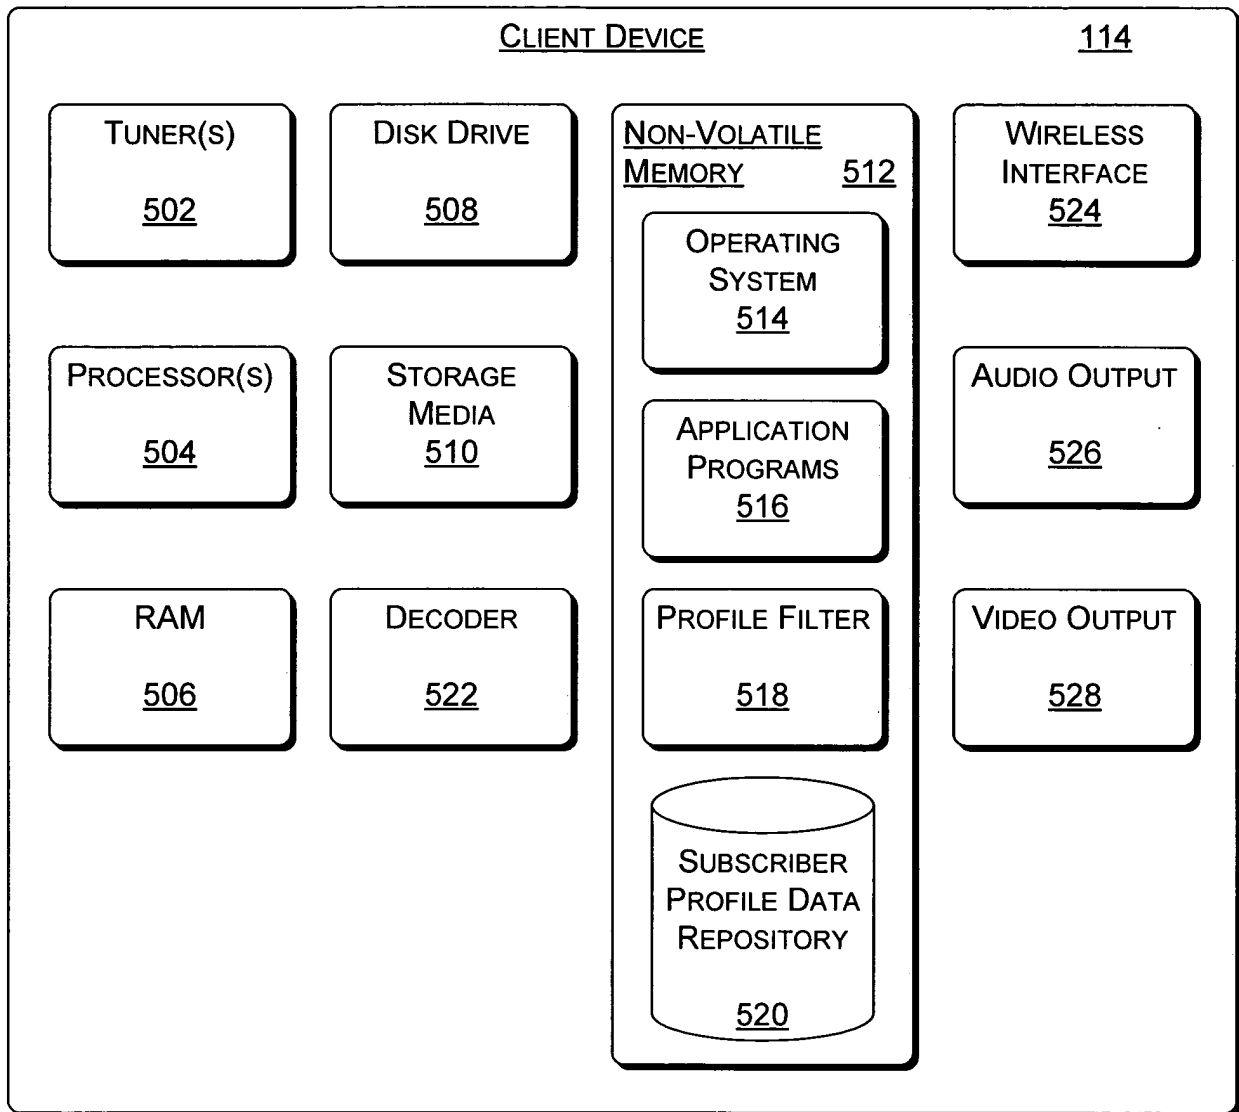 CLIENT DEVICE 114
TUNER(S)
502
PROCESSOR(S)
504
RAM
506
DISK DRIVE
508
STORAGE
MEDIA
510
DECODER
522
NON-VOLATILE
MEMORY 512
OPERATING
SYSTEM
514
APPLICATION
PROGRAMS
516
PROFILE FILTER
518
SUBSCRIBER
PROFILE DATA
REPOSITORY
520
WIRELESS
INTERFACE
524
AUDIO OUTPUT
526
VIDEO OUTPUT
528